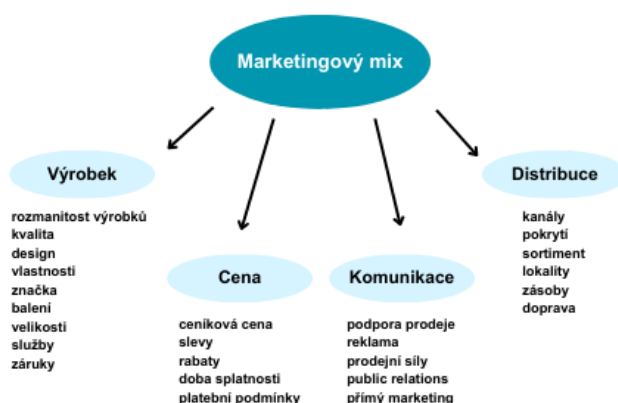 Marketingový mix
Výrobek
rozmanitost výrobků
kvalita
design
vlastnosti
značka
balení
velikosti
služby
záruky
Cena
ceníková cena
slevy
rabaty
doba splatnosti
platební podmínky
Komunikace
podpora prodeje
reklama
prodejní síly
public relations
přímý marketing
Distribuce
kanály
pokrytí
sortiment
lokality
zásoby
doprava